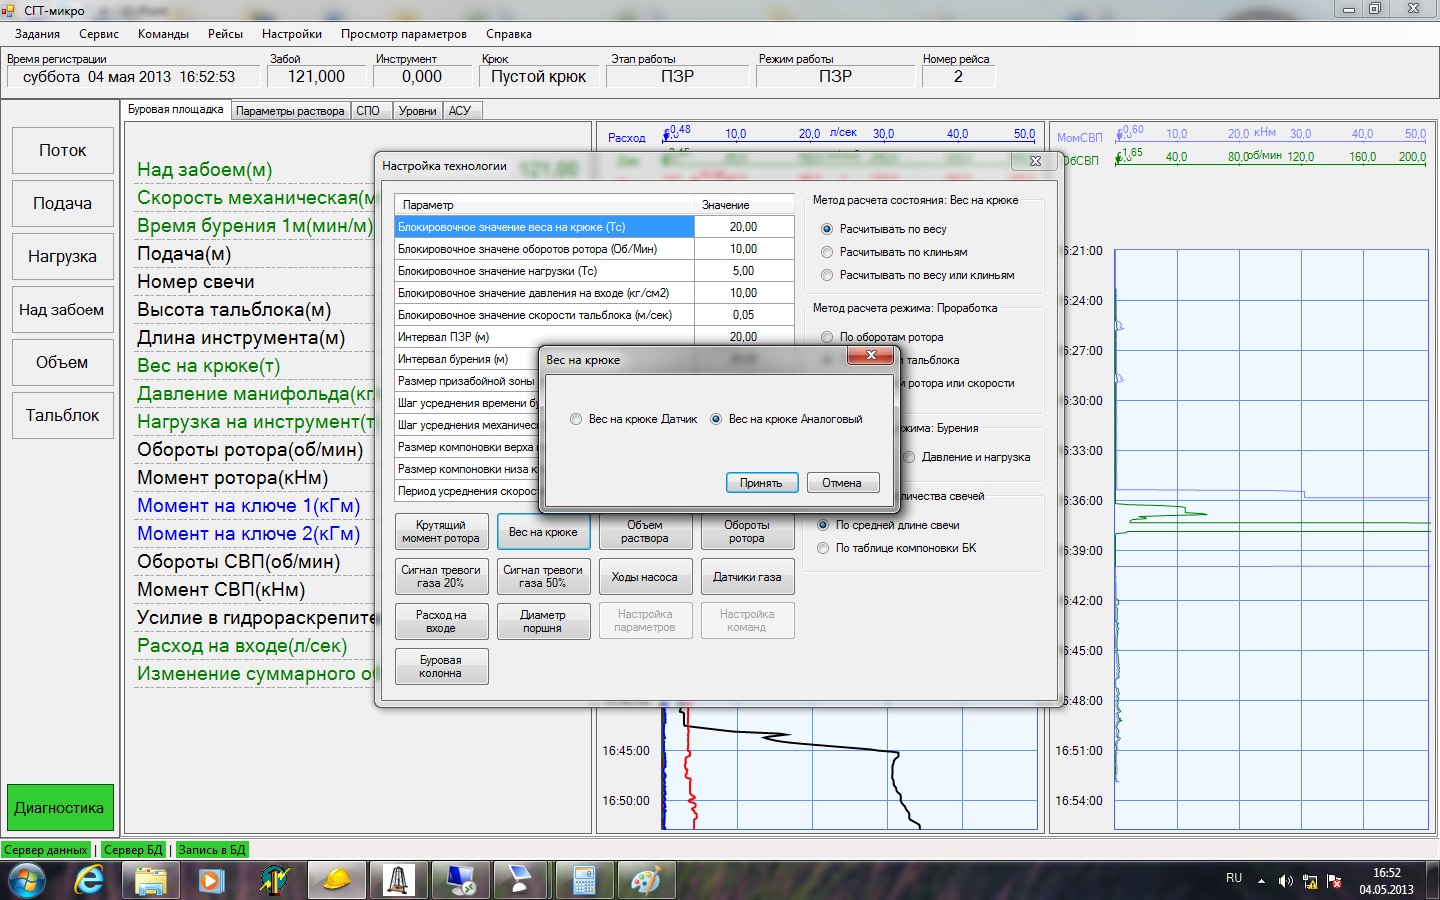 СГТ-микро
Задания Сервис Команды Рейсы Настройки Просмотр параметров Справка
Время регистрации Забой Инструмент Крюк Этап работы Режим работы Номер рейса
суббота 04 мая 2013 16:52:53 121,000 0,000 Пустой крюк ПЗР ПЗР 2
Буровая площадка Параметры раствора СПО Уровни АСУ
Поток
Подача
Нагрузка
Над забоем
Объем
Тальблок
Диагностика
Над забоем(м) 121,00
Скорость механическая(м
Время бурения 1м(мин/м)
Подача(м)
Номер свечи
Высота тальблока(м)
Длина инструмента(м)
Вес на крюке(т)
Давление манифольда(кг
Нагрузка на инструмент(т
Обороты ротора(об/мин)
Момент ротора(кНм)
Момент на ключе 1(кГм)
Момент на ключе 2(кГм)
Обороты СВП(об/мин)
Момент СВП(кНм)
Усилие в гидрораскрепите
Расход на входе(л/сек)
Изменение суммарного об
Расход 0,48 10,0 20,0 л/сек 30,0 40,0 50,0
МомСВП 0,60 10,0 20,0 кНм 30,0 40,0 50,0
ОбСВП 1,65 40,0 80,0 об/мин 120,0 160,0 200,0
Настройка технологии
Параметр Значение
Блокировочное значение веса на крюке (Тс) 20,00
Блокировочное значене оборотов ротора (Об/Мин) 10,00
Блокировочное значение нагрузки (Тс) 5,00
Блокировочное значение давления на входе (кг/см2) 10,00
Блокировочное значение скорости тальблока (м/сек) 0,05
Интервал ПЗР (м) 20,00
Интервал бурения (м)
Размер призабойной зоны
Шаг усреднения времени бу
Шаг усреднения механичес
Размер компоновки верха
Размер компоновки низа к
Период усреднения скорос
Метод расчета состояния: Вес на крюке
Расчитывать по весу
Расчитывать по клиньям
Расчитывать по весу или клиньям
Метод расчета режима: Проработка
По оборотам ротора
тальблока
ротора или скорости
жима: Бурения
Давление и нагрузка
личества свечей
По средней длине свечи
По таблице компоновки БК
Вес на крюке
Вес на крюке Датчик Вес на крюке Аналоговый
Принять Отмена
Крутящий момент ротора
Вес на крюке
Объем раствора
Обороты ротора
Сигнал тревоги газа 20%
Сигнал тревоги газа 50%
Ходы насоса
Датчики газа
Расход на входе
Диаметр поршня
Настройка параметров
Настройка команд
Буровая колонна
16:45:00
16:50:00
6:21:00
6:24:00
6:27:00
6:30:00
6:33:00
6:36:00
6:39:00
6:42:00
6:45:00
6:48:00
16:51:00
16:54:00
Сервер данных | Сервер БД | Запись в БД
RU 16:52
04.05.2013